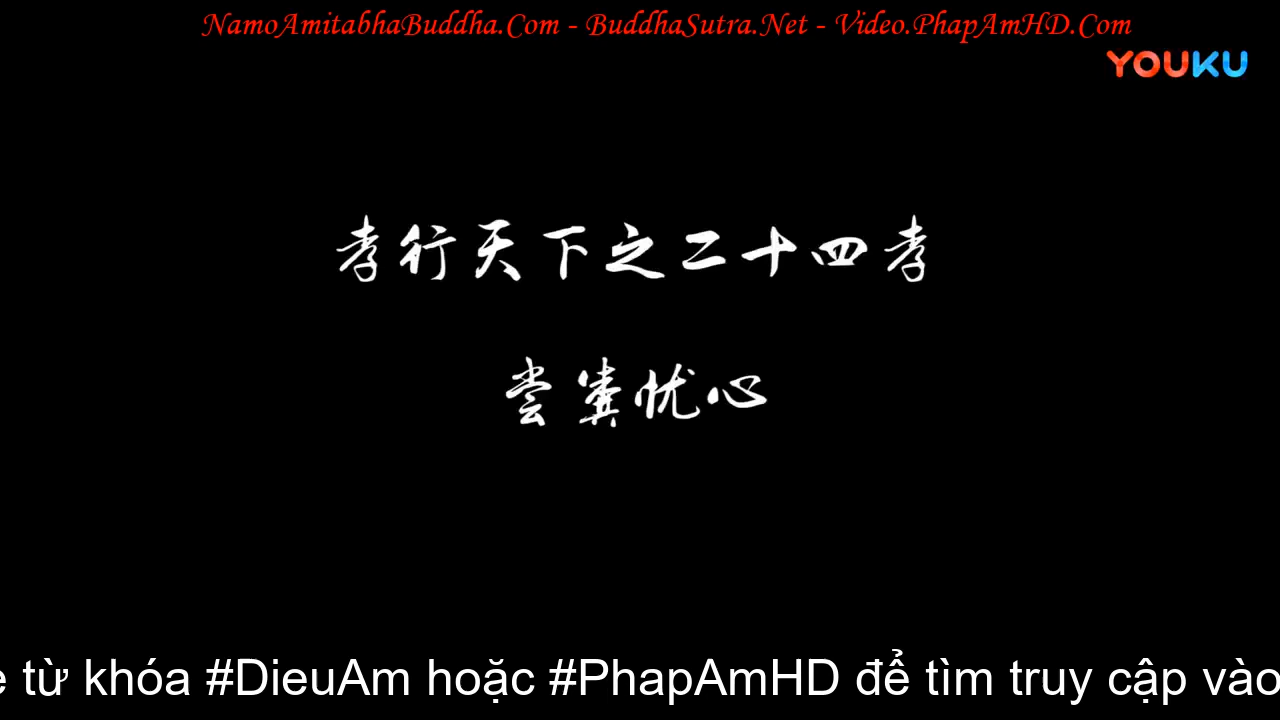 NamoAmitabhaBuddha.Com - BuddhaSutra.Net - Video.PhapAmHD.Com
YOUKU
孝行天下之二十四孝
尝粪忧心
e từ khóa #DieuAm hoặc #PhapAmHD để tìm truy cập vào